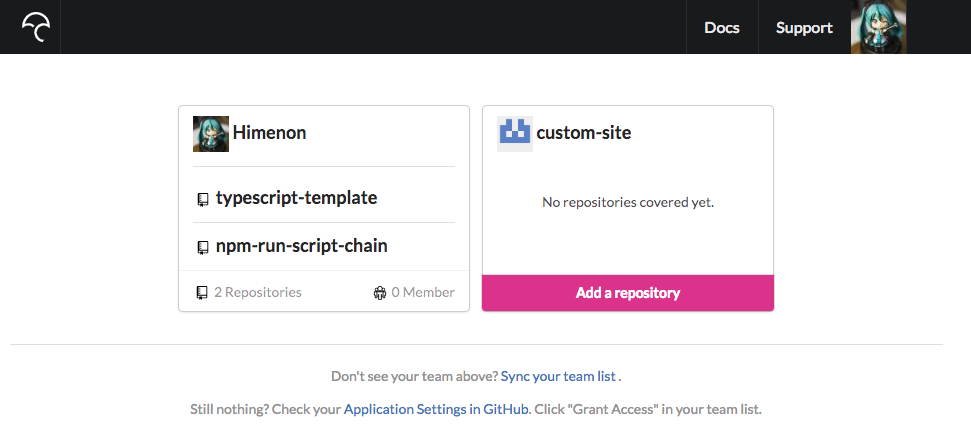 Docs
Support
Himenon
typescript-template
npm-run-script-chain
2 Repositories
0 Member
custom-site
No repositories covered yet.
Add a repository
Don't see your team above? Sync your team list .
Still nothing? Check your Application Settings in GitHub. Click "Grant Access" in your team list.